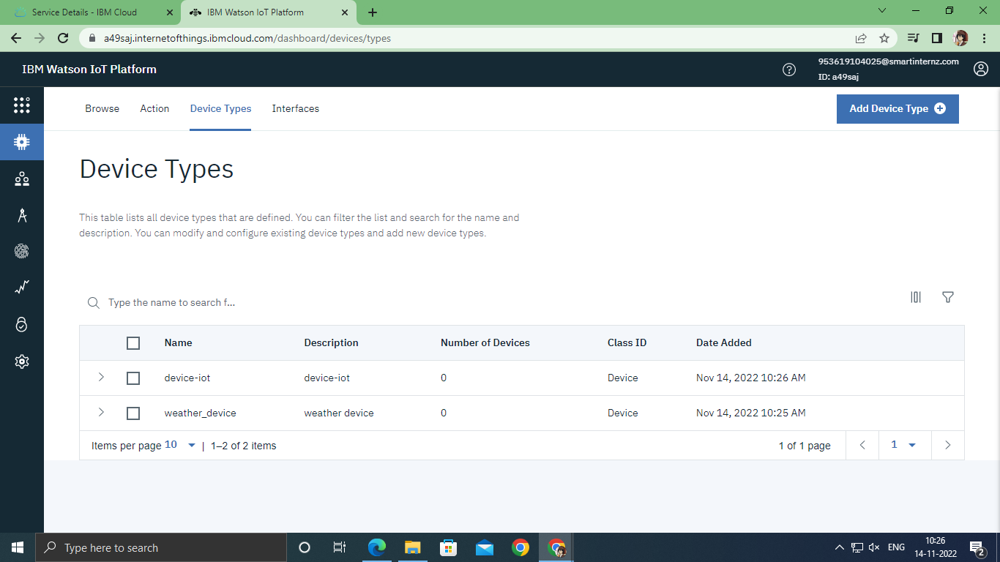 Service Details - IBM Cloud
IBM Watson IoT Platform
a49saj.internetofthings.ibmcloud.com/dashboard/devices/types
IBM Watson IoT Platform
953619104025@smartinternz.com
ID: a49saj
Browse Action Device Types Interfaces
Add Device Type
Device Types
This table lists all device types that are defined. You can filter the list and search for the name and
description. You can modify and configure existing device types and add new device types.
Type the name to search f...
Name Description Number of Devices Class ID Date Added
device-iot device-iot 0 Device Nov 14, 2022 10:26 AM
weather_device weather device 0 Device Nov 14, 2022 10:25 AM
Items per page 10 | 1–2 of 2 items 1 of 1 page 1
Type here to search
ENG
10:26
14-11-2022
2